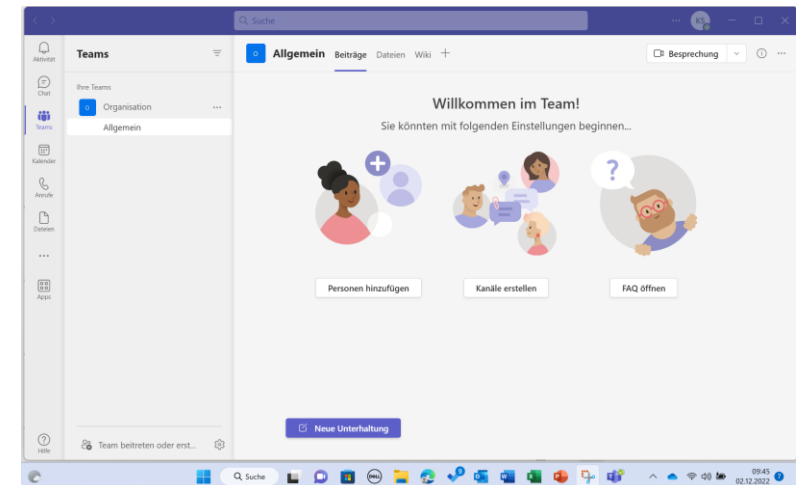 Suche
KS
Aktivität
Teams
Allgemein
Beiträge
Dateien
Wiki
Besprechung
Chat
Ihre Teams
O
Organisation
Allgemein
Teams
Willkommen im Team!
Sie könnten mit folgenden Einstellungen beginnen...
Kalender
Anrufe
Dateien
Apps
?
Personen hinzufügen
Kanäle erstellen
FAQ öffnen
Neue Unterhaltung
Hilfe
Team beitreten oder erst...
Suche
DELL
09:45
02.12.2022